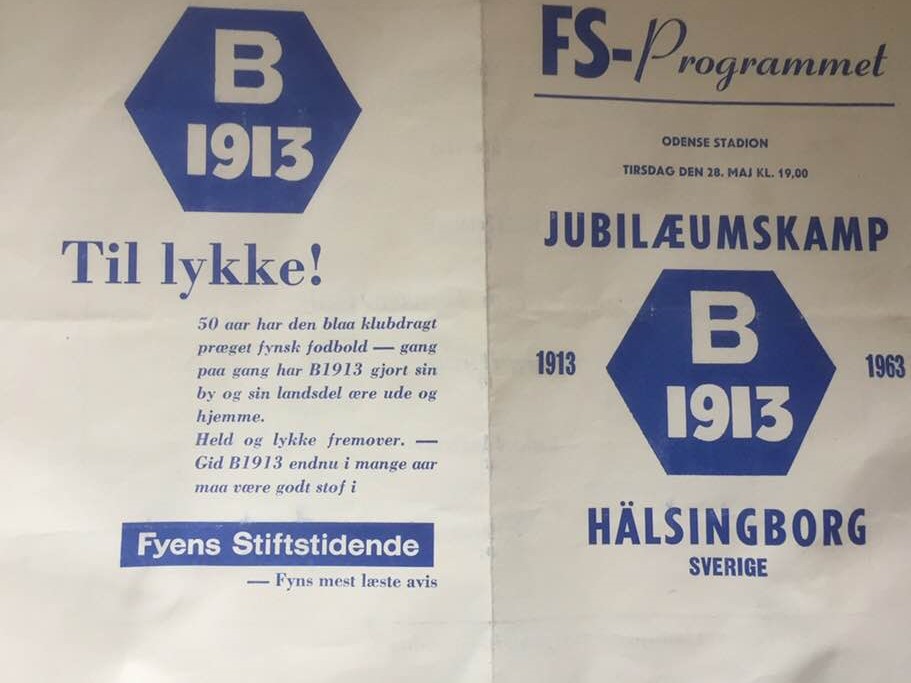 B
1913
Til lykke!
50 aar har den blaa klubdragt
præget fynsk fodbold — gang
paa gang har B1913 gjort sin
by og sin landsdel ære ude og
hjemme.
Held og lykke fremover. —
Gid B1913 endnu i mange aar
maa være godt stof i
Fyens Stiftstidende
— Fyns mest læste avis
FS-Programmet
ODENSE STADION
TIRSDAG DEN 28. MAJ KL. 19,00
JUBILÆUMSKAMP
1913
B
1913
1963
HÄLSINGBORG
SVERIGE